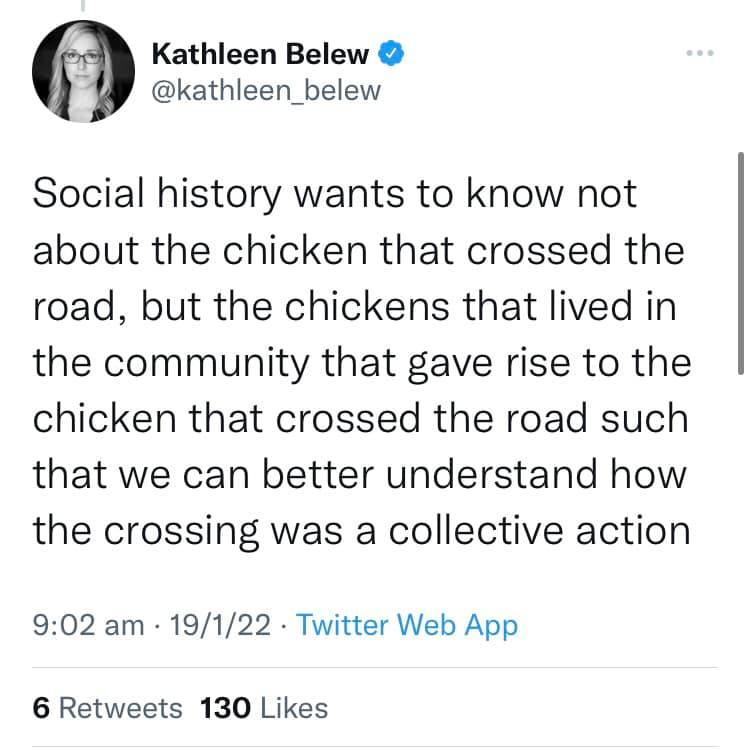 Kathleen Belew
@kathleen_belew
Social history wants to know not
about the chicken that crossed the
road, but the chickens that lived in
the community that gave rise to the
chicken that crossed the road such
that we can better understand how
the crossing was a collective action
9:02 am · 19/1/22 · Twitter Web App
6 Retweets 130 Likes